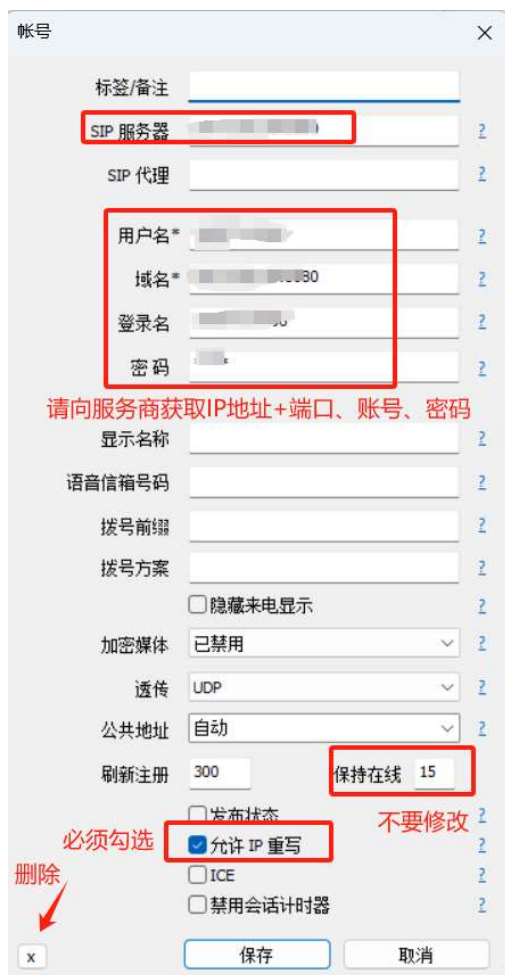 帐号
标签/备注
SIP 服务器 ?
SIP 代理 ?
用户名* ?
域名* 80 ?
登录名 ?
密码 ?
请向服务商获取IP地址+端口、账号、密码
显示名称 ?
语音信箱号码 ?
拨号前缀 ?
拨号方案 ?
隐藏来电显示 ?
加密媒体 已禁用 ?
透传 UDP ?
公共地址 自动 ?
刷新注册 300 保持在线 15
发布状态 不要修改 ?
必须勾选 允许 IP 重写 ?
删除 ICE ?
禁用会话计时器 ?
x 保存 取消